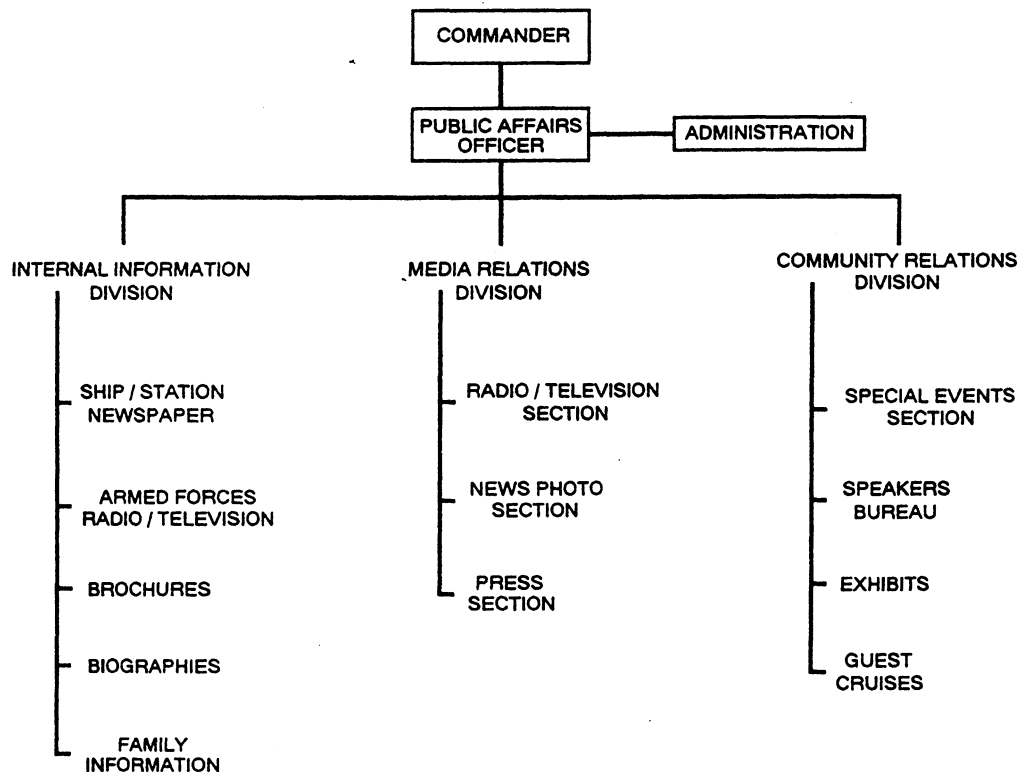 COMMANDER
PUBLIC AFFAIRS
OFFICER
ADMINISTRATION
INTERNAL INFORMATION
DIVISION
SHIP / STATION
NEWSPAPER
ARMED FORCES
RADIO / TELEVISION
BROCHURES
BIOGRAPHIES
FAMILY
INFORMATION
MEDIA RELATIONS
DIVISION
RADIO / TELEVISION
SECTION
NEWS PHOTO
SECTION
PRESS
SECTION
COMMUNITY RELATIONS
DIVISION
SPECIAL EVENTS
SECTION
SPEAKERS
BUREAU
EXHIBITS
GUEST
CRUISES